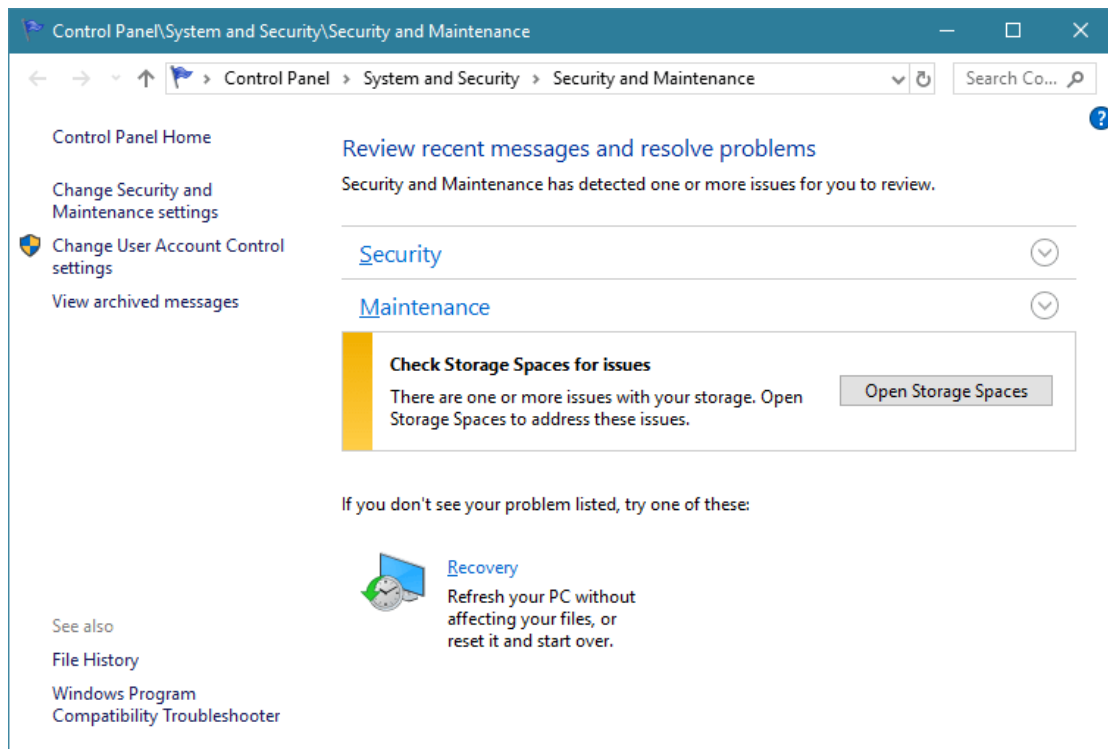 Control Panel\System and Security\Security and Maintenance
Control Panel > System and Security > Security and Maintenance
Search Co...
Control Panel Home
Change Security and
Maintenance settings
Change User Account Control
settings
View archived messages
?
Review recent messages and resolve problems
Security and Maintenance has detected one or more issues for you to review.
Security
Maintenance
Check Storage Spaces for issues
There are one or more issues with your storage. Open
Storage Spaces to address these issues.
Open Storage Spaces
If you don't see your problem listed, try one of these:
Recovery
Refresh your PC without
affecting your files, or
reset it and start over.
See also
File History
Windows Program
Compatibility Troubleshooter